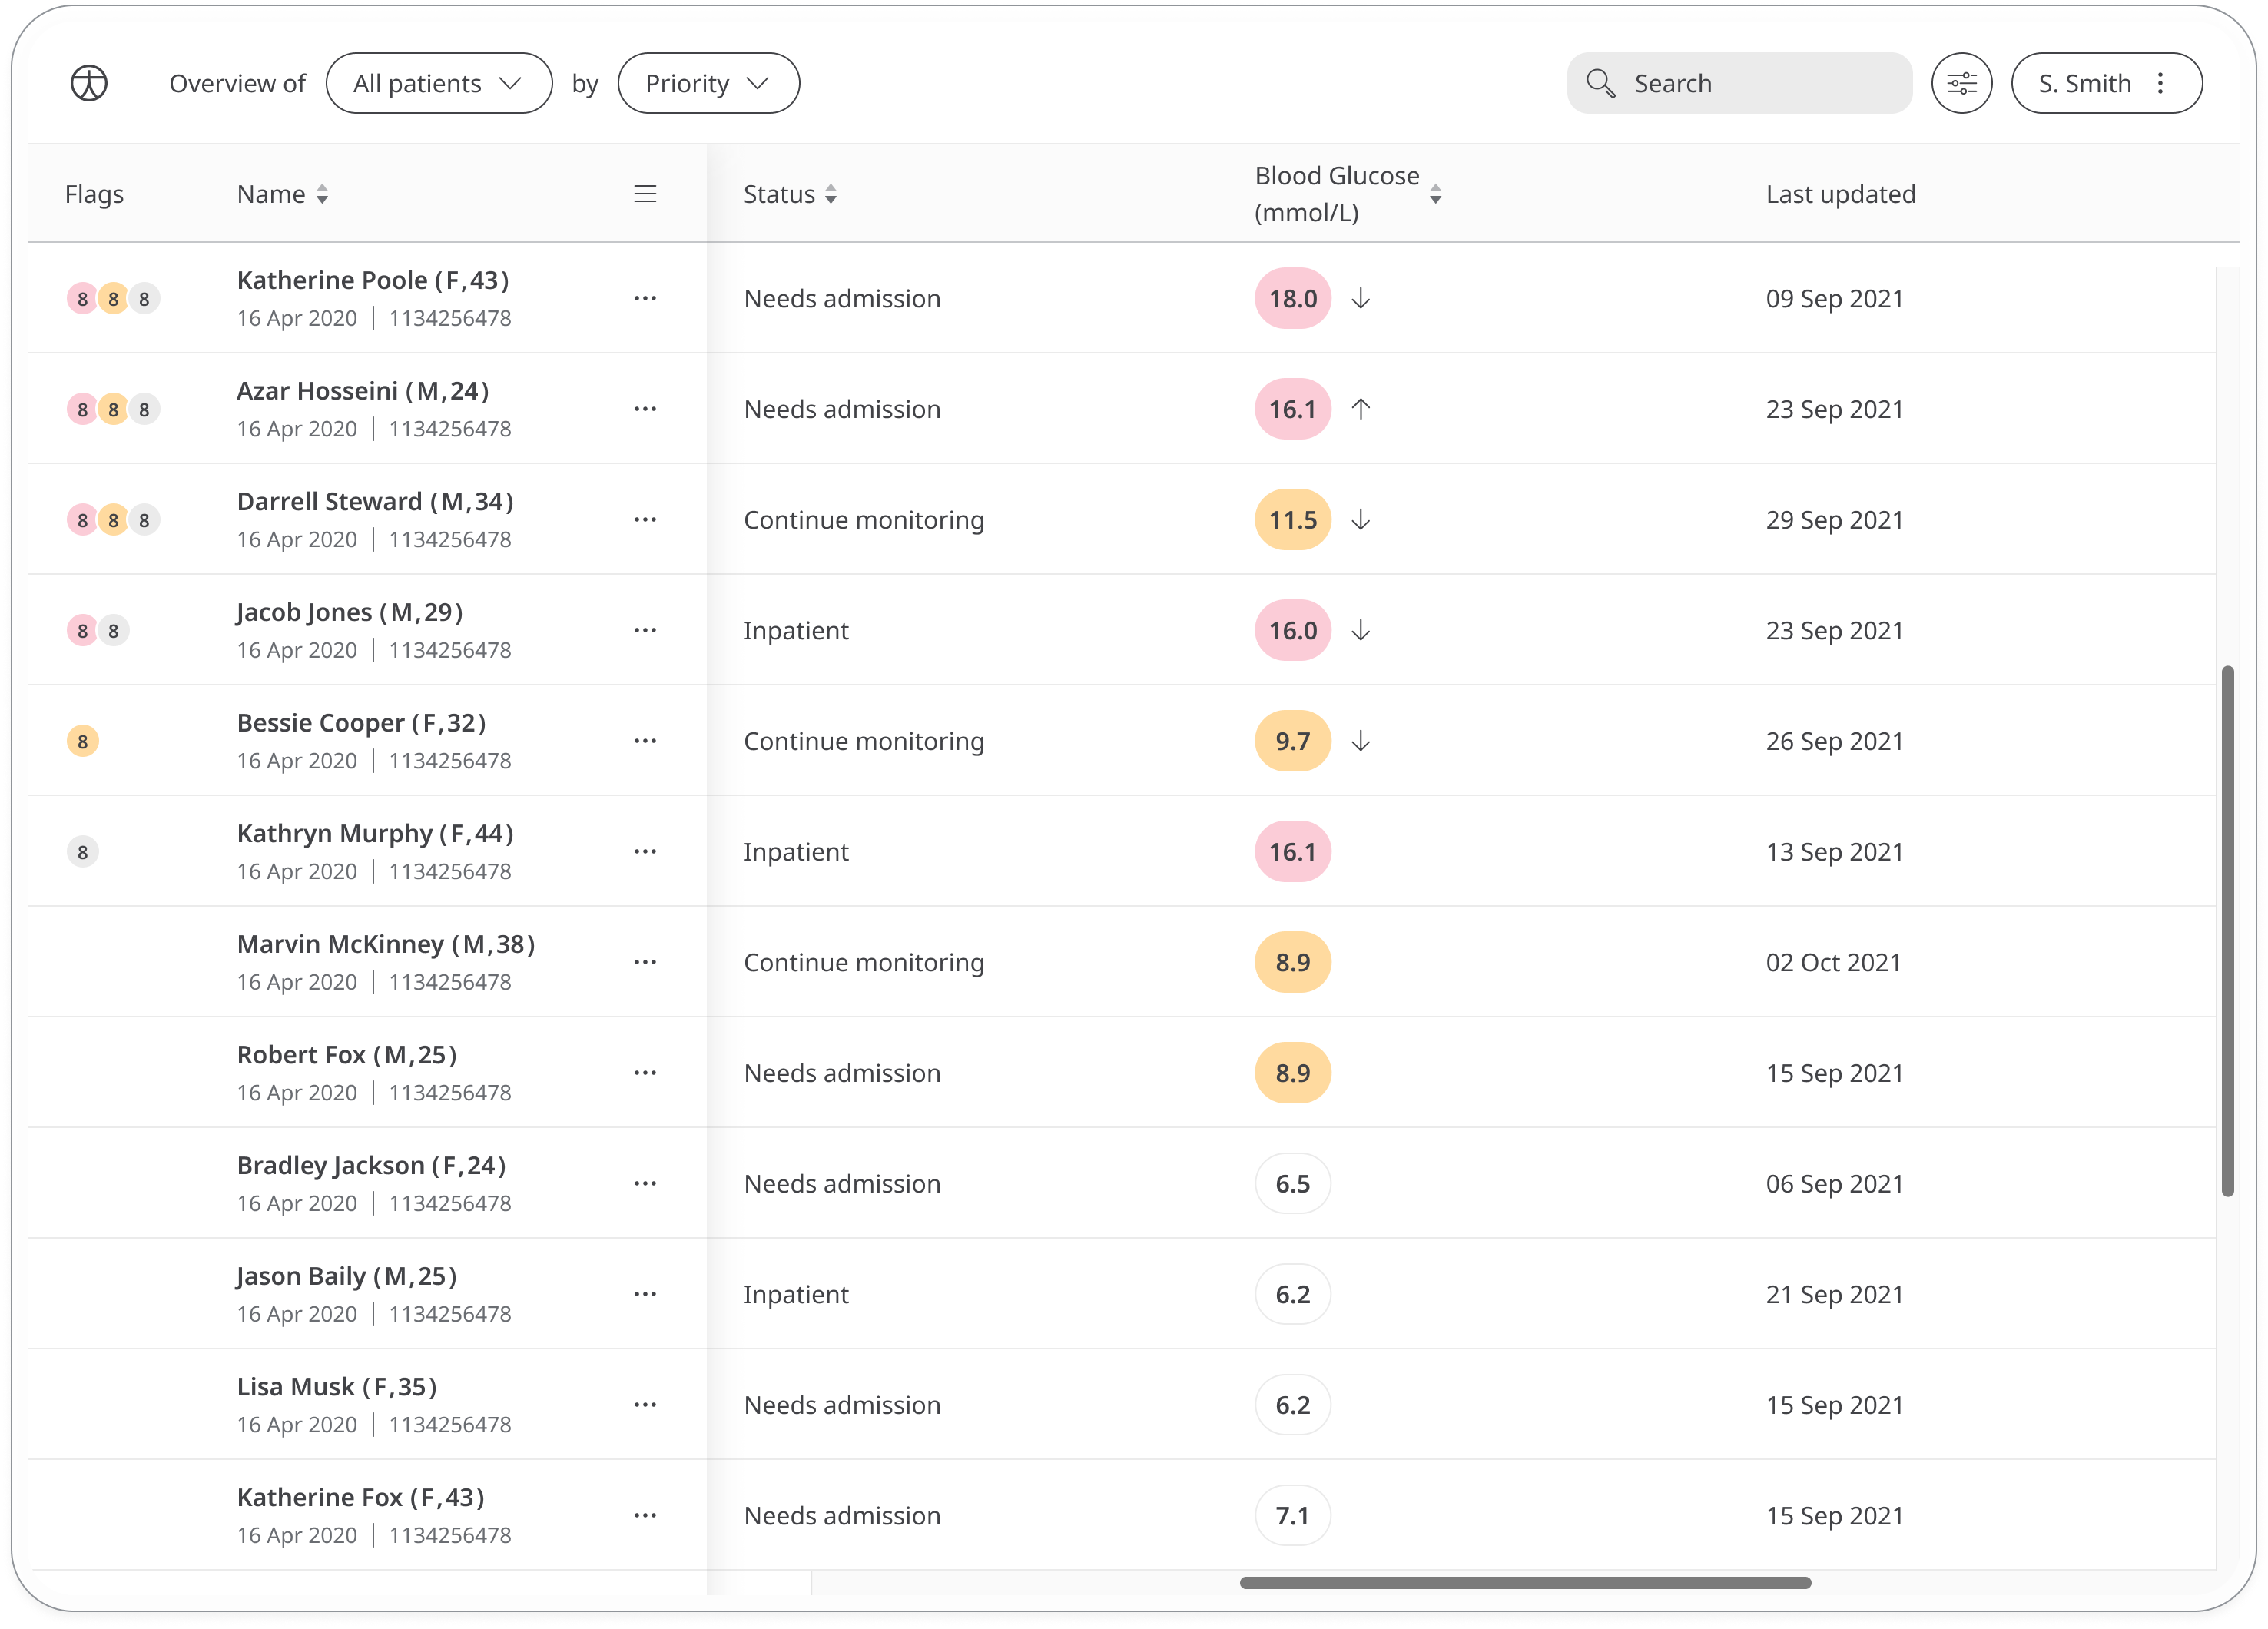 Overview of All patients by Priority Search S. Smith
Flags Name Status Blood Glucose (mmol/L) Last updated
8 8 8 Katherine Poole (F,43) Needs admission 18.0 09 Sep 2021
16 Apr 2020 | 1134256478
8 8 8 Azar Hosseini (M,24) Needs admission 16.1 23 Sep 2021
16 Apr 2020 | 1134256478
8 8 8 Darrell Steward (M,34) Continue monitoring 11.5 29 Sep 2021
16 Apr 2020 | 1134256478
8 8 Jacob Jones (M,29) Inpatient 16.0 23 Sep 2021
16 Apr 2020 | 1134256478
8 Bessie Cooper (F,32) Continue monitoring 9.7 26 Sep 2021
16 Apr 2020 | 1134256478
8 Kathryn Murphy (F,44) Inpatient 16.1 13 Sep 2021
16 Apr 2020 | 1134256478
Marvin McKinney (M,38) Continue monitoring 8.9 02 Oct 2021
16 Apr 2020 | 1134256478
Robert Fox (M,25) Needs admission 8.9 15 Sep 2021
16 Apr 2020 | 1134256478
Bradley Jackson (F,24) Needs admission 6.5 06 Sep 2021
16 Apr 2020 | 1134256478
Jason Baily (M,25) Inpatient 6.2 21 Sep 2021
16 Apr 2020 | 1134256478
Lisa Musk (F,35) Needs admission 6.2 15 Sep 2021
16 Apr 2020 | 1134256478
Katherine Fox (F,43) Needs admission 7.1 15 Sep 2021
16 Apr 2020 | 1134256478